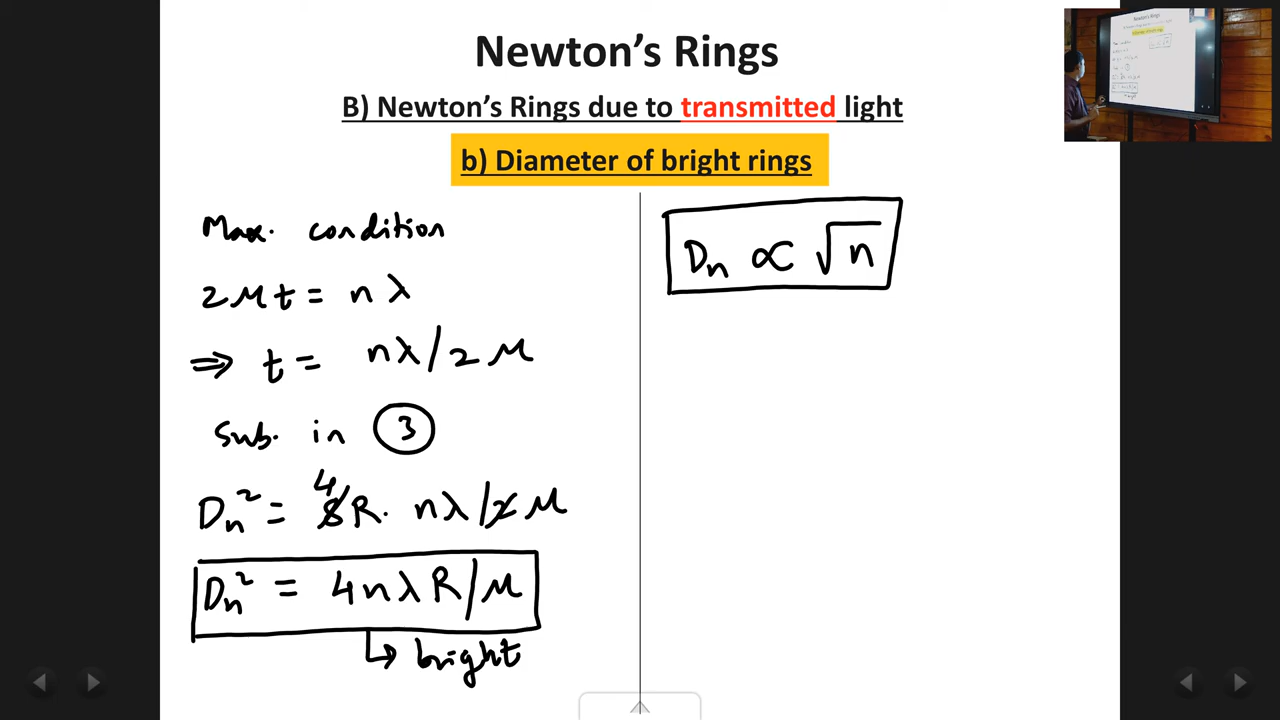 Newton's Rings
B) Newton's Rings due to transmitted light
b) Diameter of bright rings
Max. condition
2μt = nλ
⇒ t = nλ/2μ
Sub. in ③
Dₙ² = 8 4 R. nλ/2μ
Dₙ² = 4nλR/μ
↳ bright
Dₙ ∝ √n